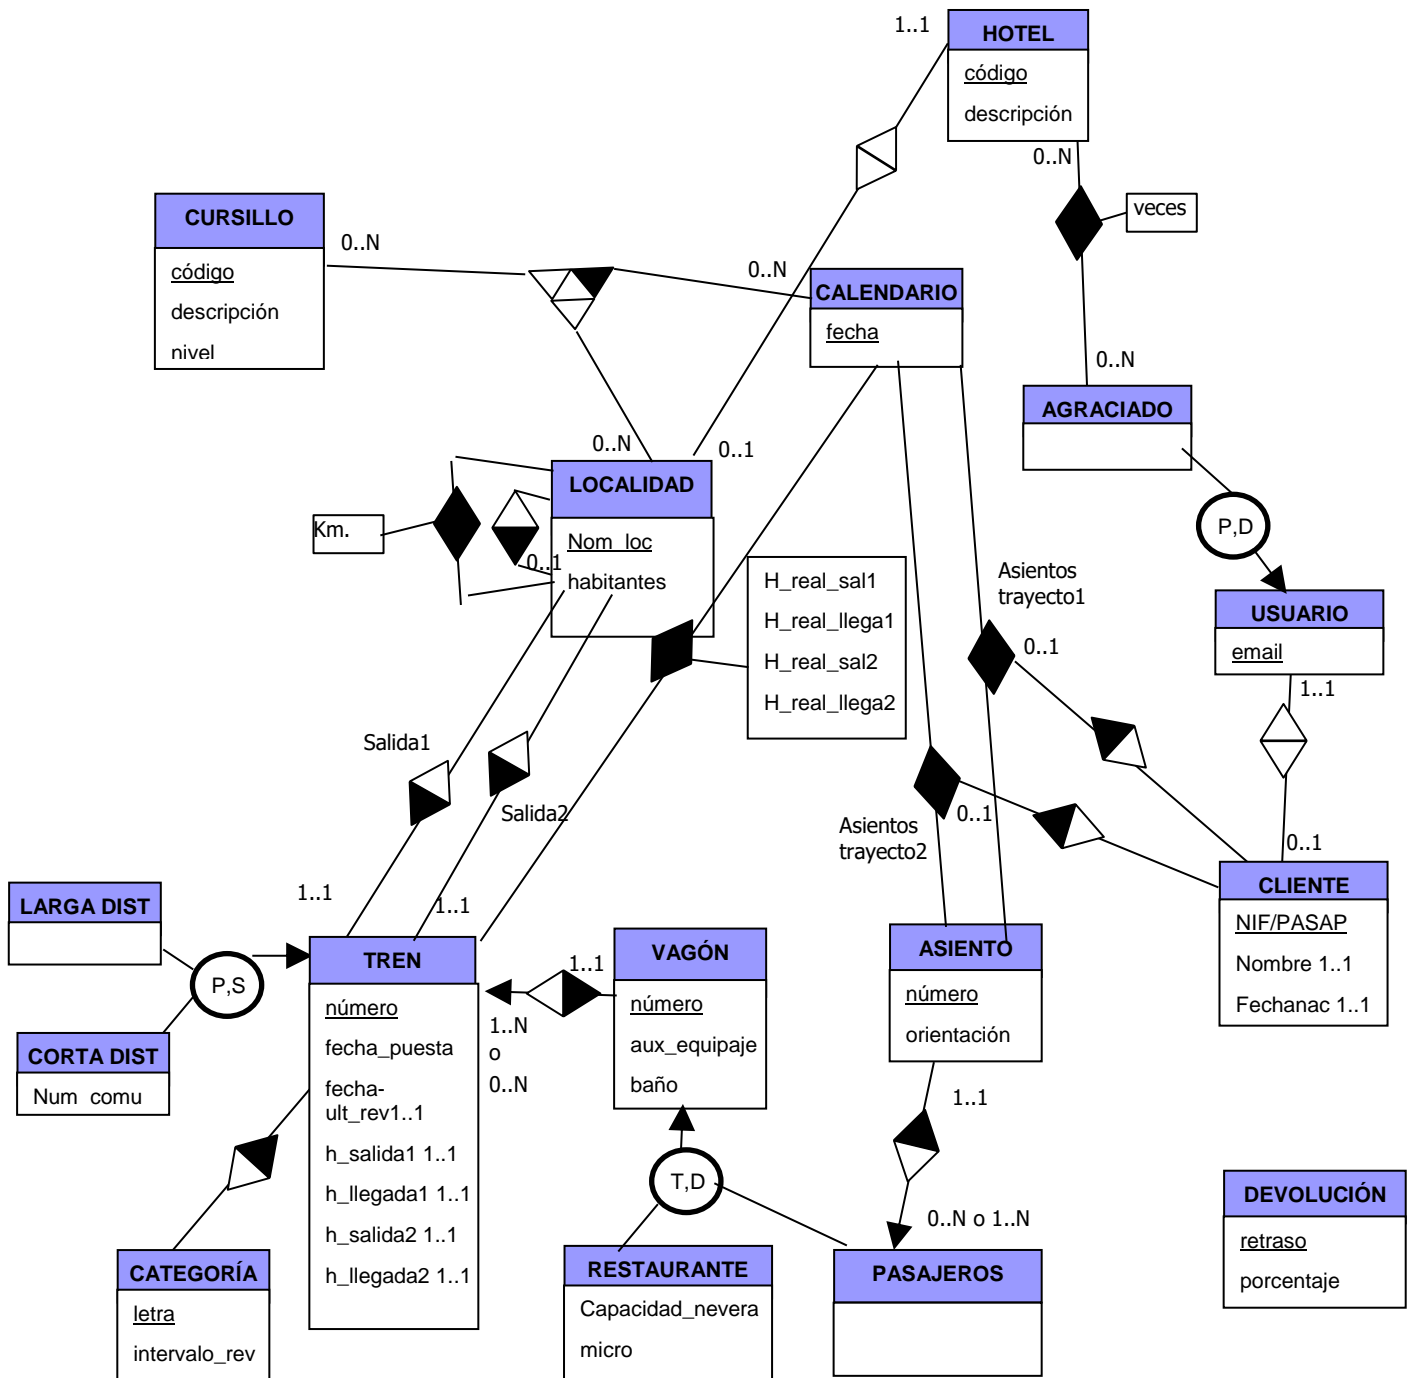 1..1
HOTEL
código
descripción
0..N
veces
CURSILLO
código
descripción
nivel
0..N
0..N
CALENDARIO
fecha
0..N
AGRACIADO
0..N
0..1
LOCALIDAD
Nom_loc
habitantes
Km.
0..1
P,D
H_real_sal1
H_real_llega1
H_real_sal2
H_real_llega2
Asientos
trayecto1
0..1
USUARIO
email
1..1
Salida1
Salida2
Asientos
trayecto2
0..1
0..1
CLIENTE
NIF/PASAP
Nombre 1..1
Fechanac 1..1
1..1
1..1
LARGA DIST
P,S
CORTA DIST
Num_comu
TREN
número
fecha_puesta
fecha-
ult_rev1..1
h_salida1 1..1
h_llegada1 1..1
h_salida2 1..1
h_llegada2 1..1
1..1
1..N
o
0..N
VAGÓN
número
aux_equipaje
baño
ASIENTO
número
orientación
1..1
T,D
0..N o 1..N
CATEGORÍA
letra
intervalo_rev
RESTAURANTE
Capacidad_nevera
micro
PASAJEROS
DEVOLUCIÓN
retraso
porcentaje